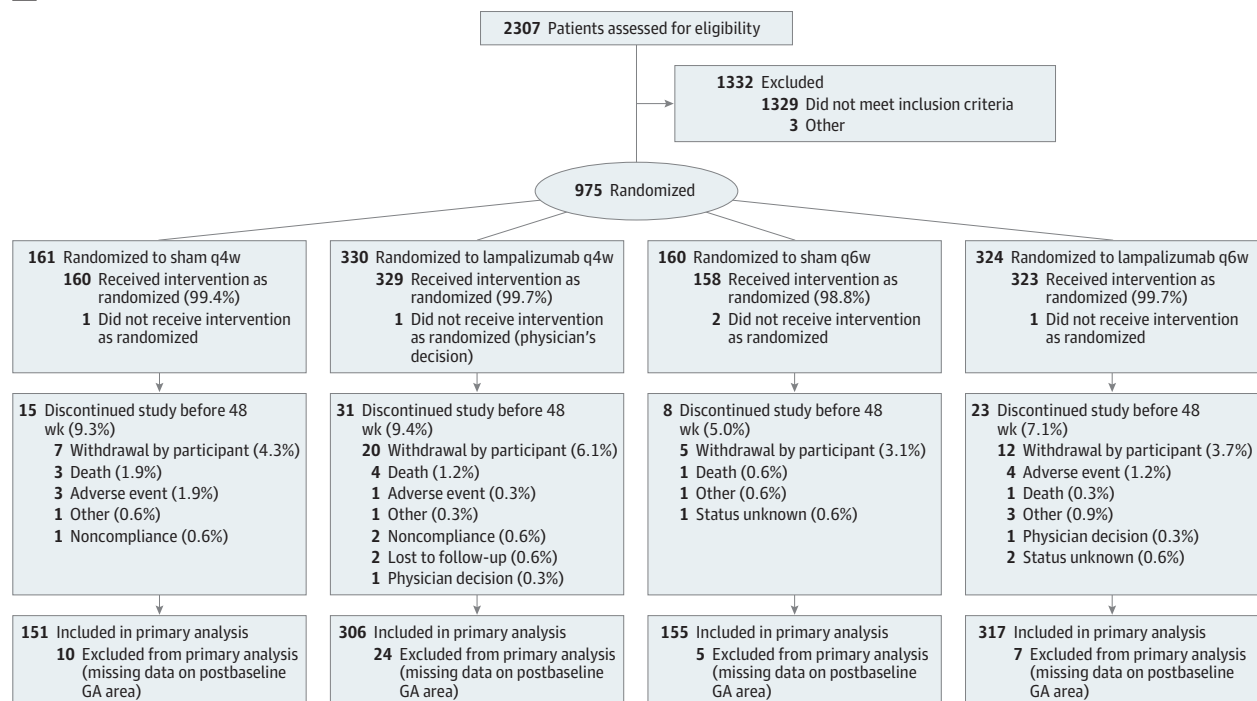 2307 Patients assessed for eligibility
1332 Excluded
1329 Did not meet inclusion criteria
3 Other
975 Randomized
161 Randomized to sham q4w
160 Received intervention as
randomized (99.4%)
1 Did not receive intervention
as randomized
330 Randomized to lampalizumab q4w
329 Received intervention as
randomized (99.7%)
1 Did not receive intervention
as randomized (physician's
decision)
160 Randomized to sham q6w
158 Received intervention as
randomized (98.8%)
2 Did not receive intervention
as randomized
324 Randomized to lampalizumab q6w
323 Received intervention as
randomized (99.7%)
1 Did not receive intervention
as randomized
15 Discontinued study before 48
wk (9.3%)
7 Withdrawal by participant (4.3%)
3 Death (1.9%)
3 Adverse event (1.9%)
1 Other (0.6%)
1 Noncompliance (0.6%)
31 Discontinued study before 48
wk (9.4%)
20 Withdrawal by participant (6.1%)
4 Death (1.2%)
1 Adverse event (0.3%)
1 Other (0.3%)
2 Noncompliance (0.6%)
2 Lost to follow-up (0.6%)
1 Physician decision (0.3%)
8 Discontinued study before 48
wk (5.0%)
5 Withdrawal by participant (3.1%)
1 Death (0.6%)
1 Other (0.6%)
1 Status unknown (0.6%)
23 Discontinued study before 48
wk (7.1%)
12 Withdrawal by participant (3.7%)
4 Adverse event (1.2%)
1 Death (0.3%)
3 Other (0.9%)
1 Physician decision (0.3%)
2 Status unknown (0.6%)
151 Included in primary analysis
10 Excluded from primary analysis
(missing data on postbaseline
GA area)
306 Included in primary analysis
24 Excluded from primary analysis
(missing data on postbaseline
GA area)
155 Included in primary analysis
5 Excluded from primary analysis
(missing data on postbaseline
GA area)
317 Included in primary analysis
7 Excluded from primary analysis
(missing data on postbaseline
GA area)